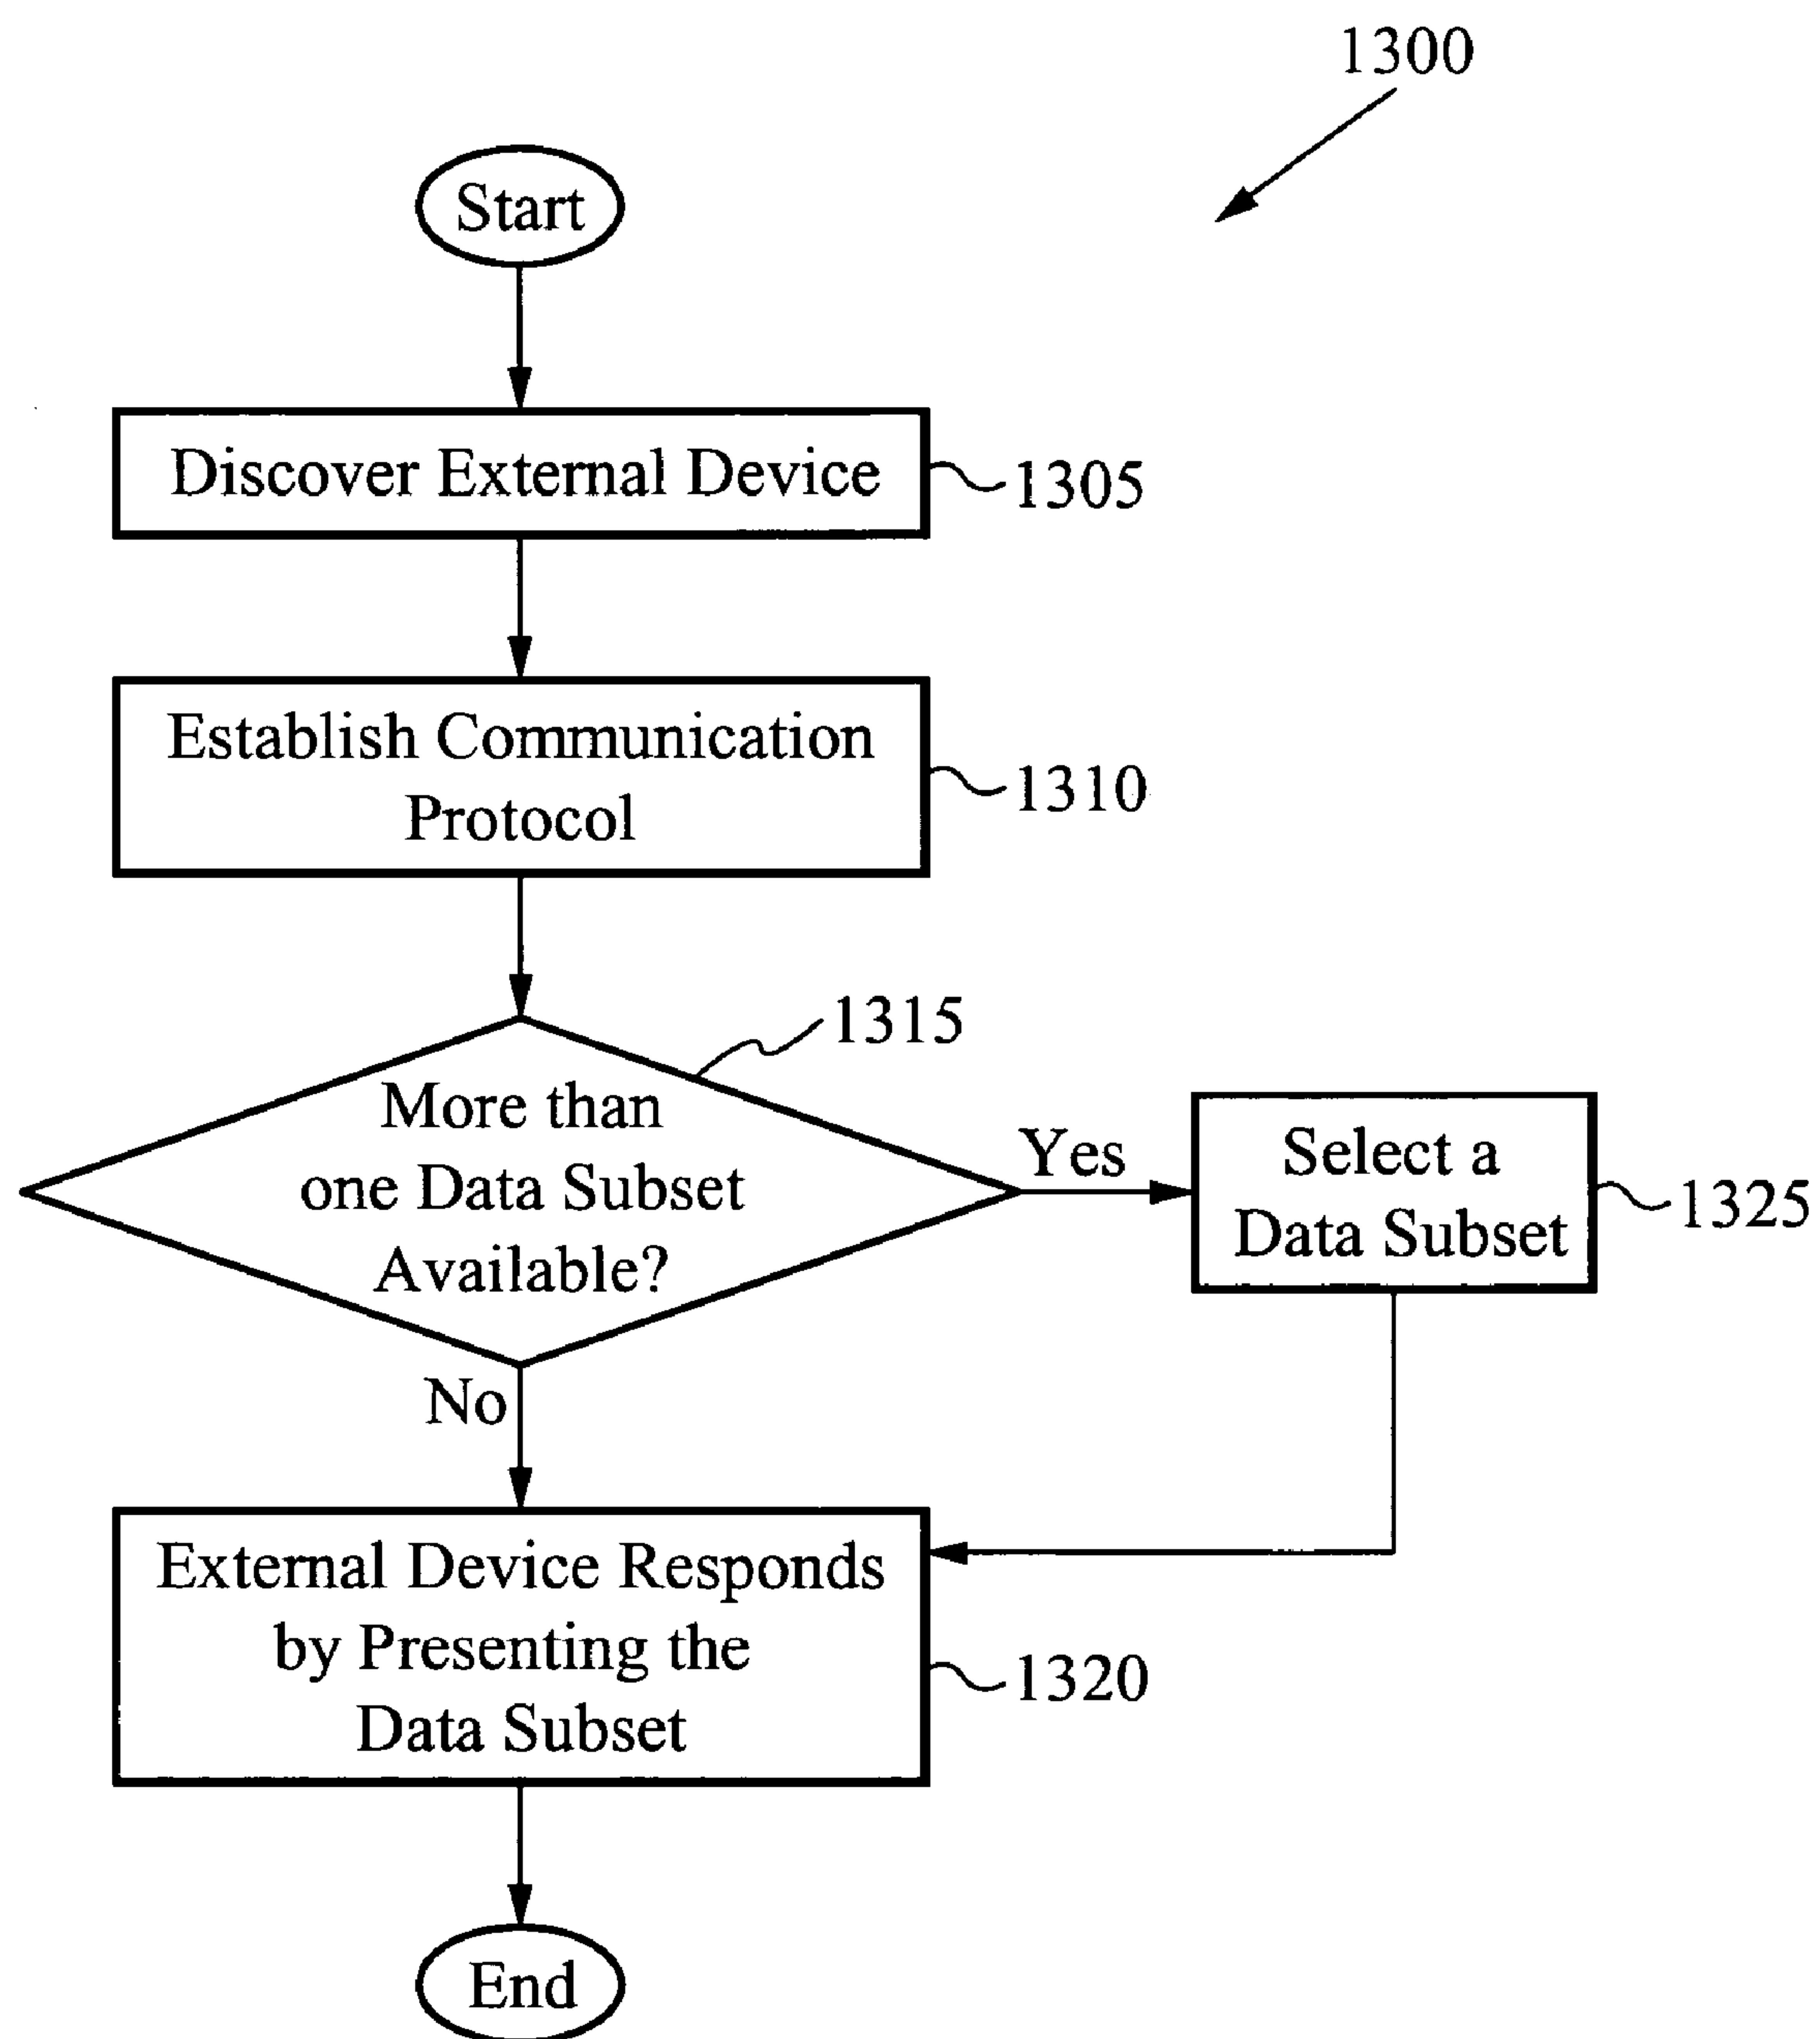 1300
Start
Discover External Device
1305
Establish Communication
Protocol
1310
1315
More than
one Data Subset
Available?
Yes
Select a
Data Subset
1325
No
External Device Responds
by Presenting the
Data Subset
1320
End